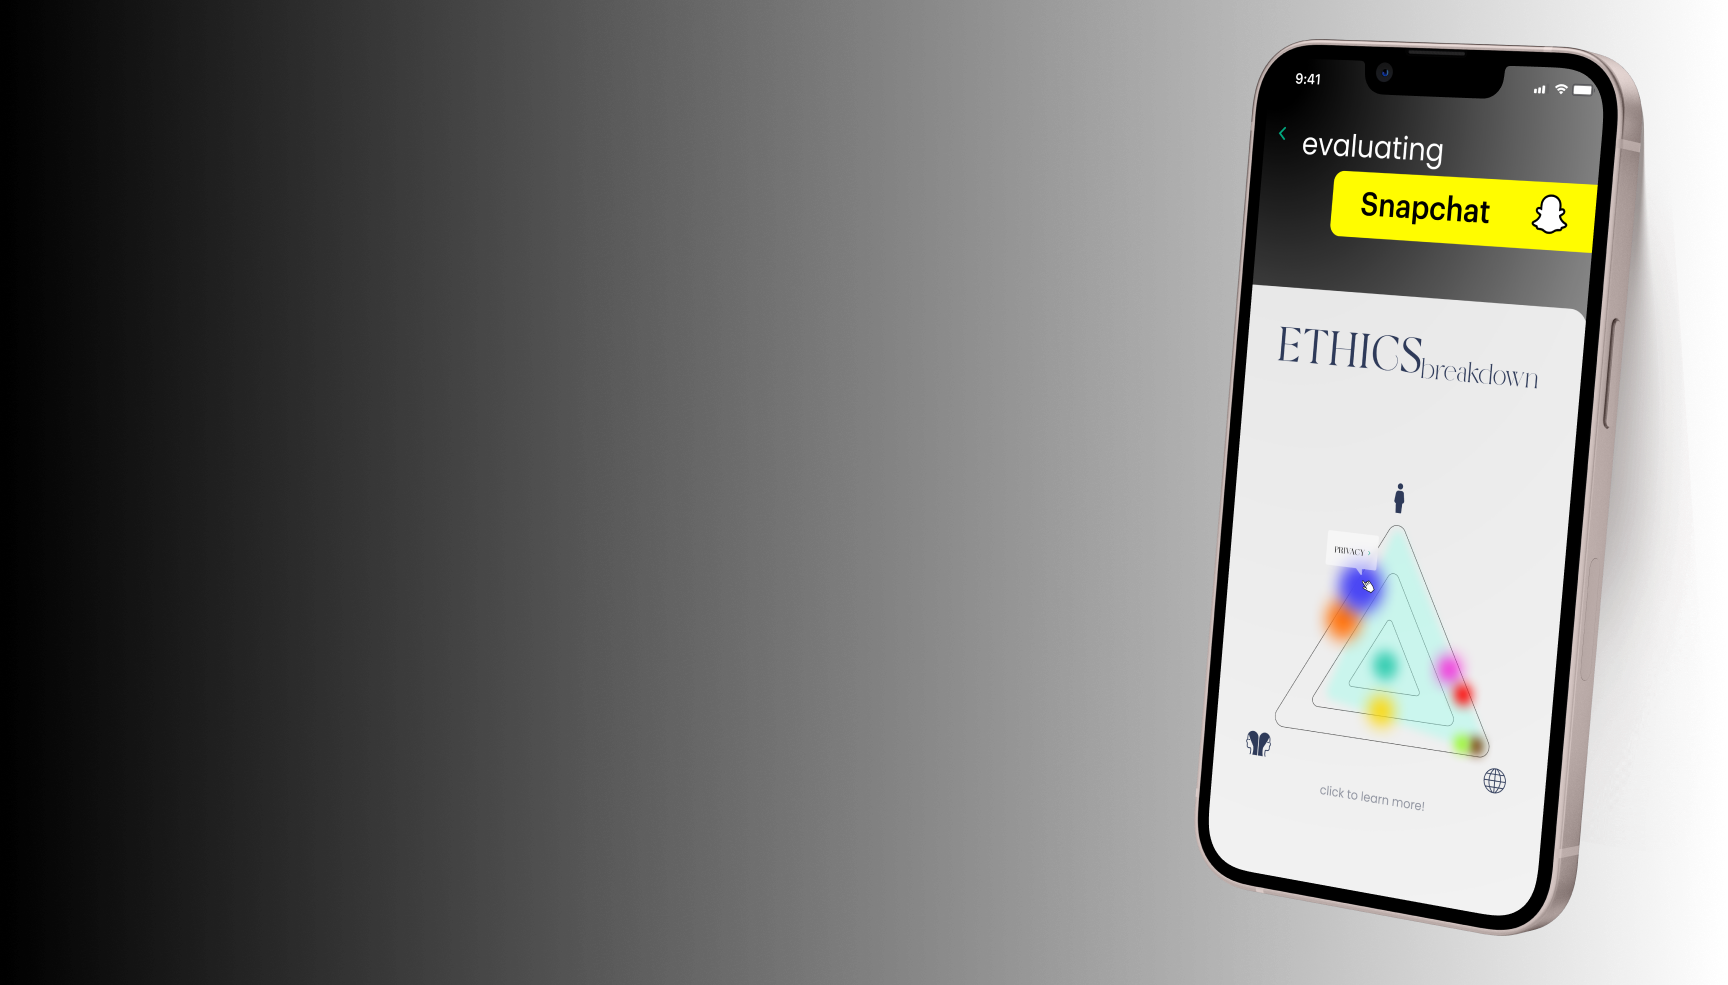 9:41
evaluating
Snapchat
ETHICS breakdown
PRIVACY
click to learn more!